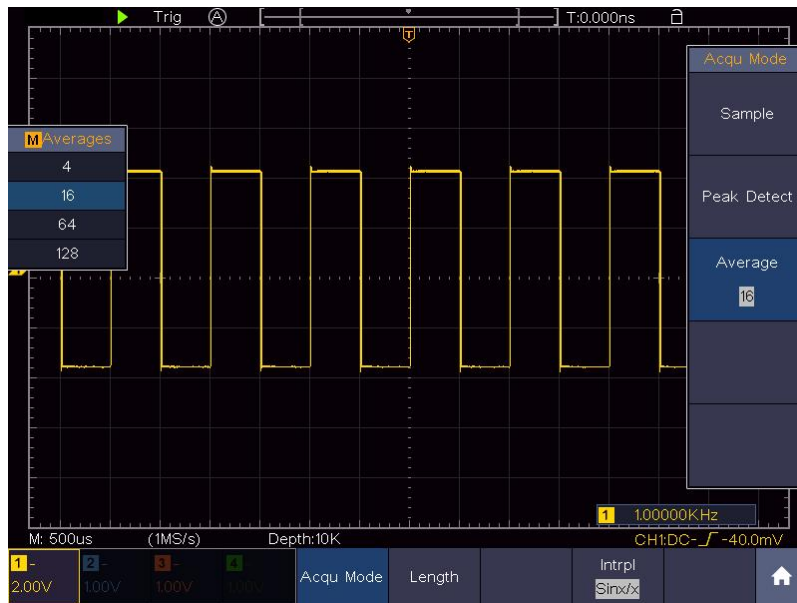 Trig A T:0.000ns
T
Acqu Mode
Sample
Peak Detect
Average
16
M Averages
4
16
64
128
1 1.00000KHz
M: 500us (1MS/s) Depth:10K CH1:DC- -40.0mV
1 - 2 - 3 - 4 -
2.00V 1.00V 1.00V 1.00V
Acqu Mode Length Intrpl
Sinx/x